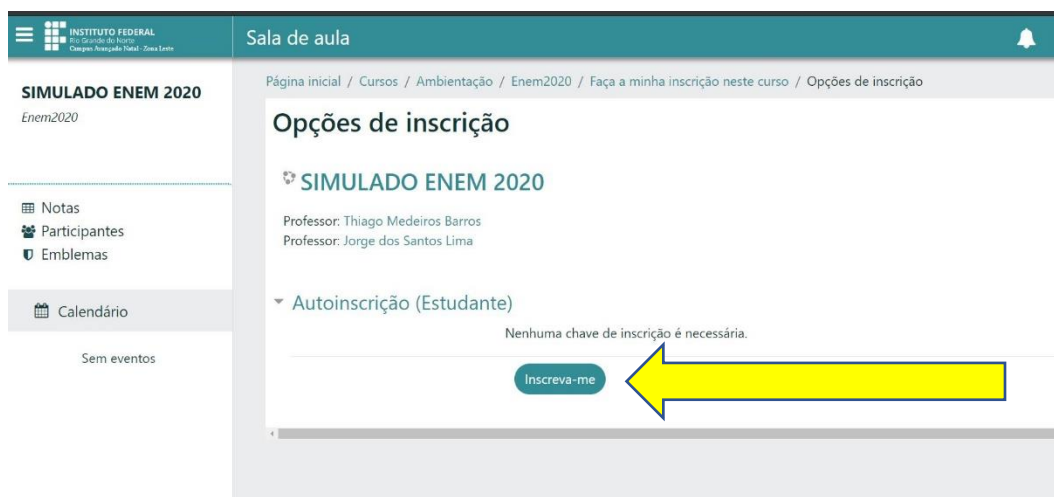 INSTITUTO FEDERAL
Rio Grande do Norte
Campus Avançado Natal - Zona Leste
Sala de aula
SIMULADO ENEM 2020
Enem2020
Notas
Participantes
Emblemas
Calendário
Sem eventos
Página inicial / Cursos / Ambientação / Enem2020 / Faça a minha inscrição neste curso / Opções de inscrição
Opções de inscrição
SIMULADO ENEM 2020
Professor: Thiago Medeiros Barros
Professor: Jorge dos Santos Lima
Autoinscrição (Estudante)
Nenhuma chave de inscrição é necessária.
Inscreva-me